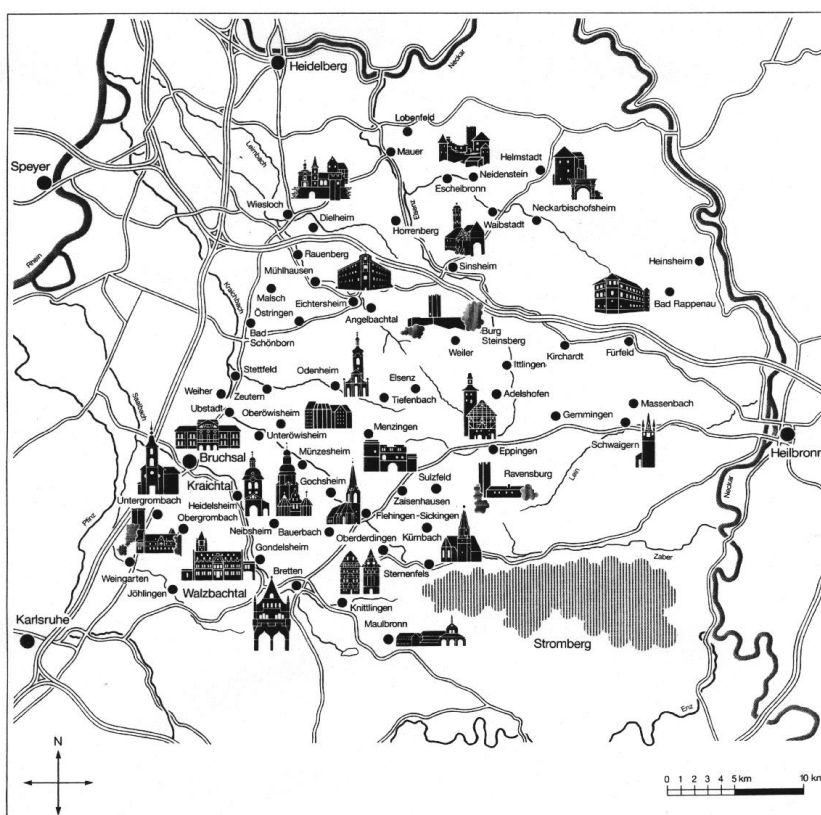 Heidelberg
Neckar
Lobenfeld
Leimbach
Mauer
Speyer
Helmstadt
Neidenstein
Eschelbronn
Elsenz
Wiesloch
Dielheim
Neckarbischofsheim
Waibstadt
Horrenberg
Rhein
Rauenberg
Sinsheim
Heinsheim
Mühlhausen
Kraichbach
Malsch
Eichtersheim
Bad Rappenau
Östringen
Angelbachtal
Bad
Schönborn
Burg
Steinsberg
Weiler
Kirchardt
Fürfeld
Ittlingen
Stettfeld
Odenheim
Elsenz
Weiher
Zeutern
Tiefenbach
Adelshofen
Saalbach
Ubstadt
Oberöwisheim
Gemmingen
Massenbach
Unteröwisheim
Menzingen
Schwaigern
Heilbronn
Bruchsal
Münzesheim
Eppingen
Kraichtal
Gochsheim
Sulzfeld
Ravensburg
Lein
Neckar
Untergrombach
Heidelsheim
Zaisenhausen
Flehingen-Sickingen
Pfinz
Obergrombach
Neibsheim
Bauerbach
Kürnbach
Oberderdingen
Gondelsheim
Zaber
Weingarten
Sternenfels
Jöhlingen
Walzbachtal
Bretten
Knittlingen
Karlsruhe
Maulbronn
Stromberg
Enz
N
0 1 2 3 4 5 km 10 km